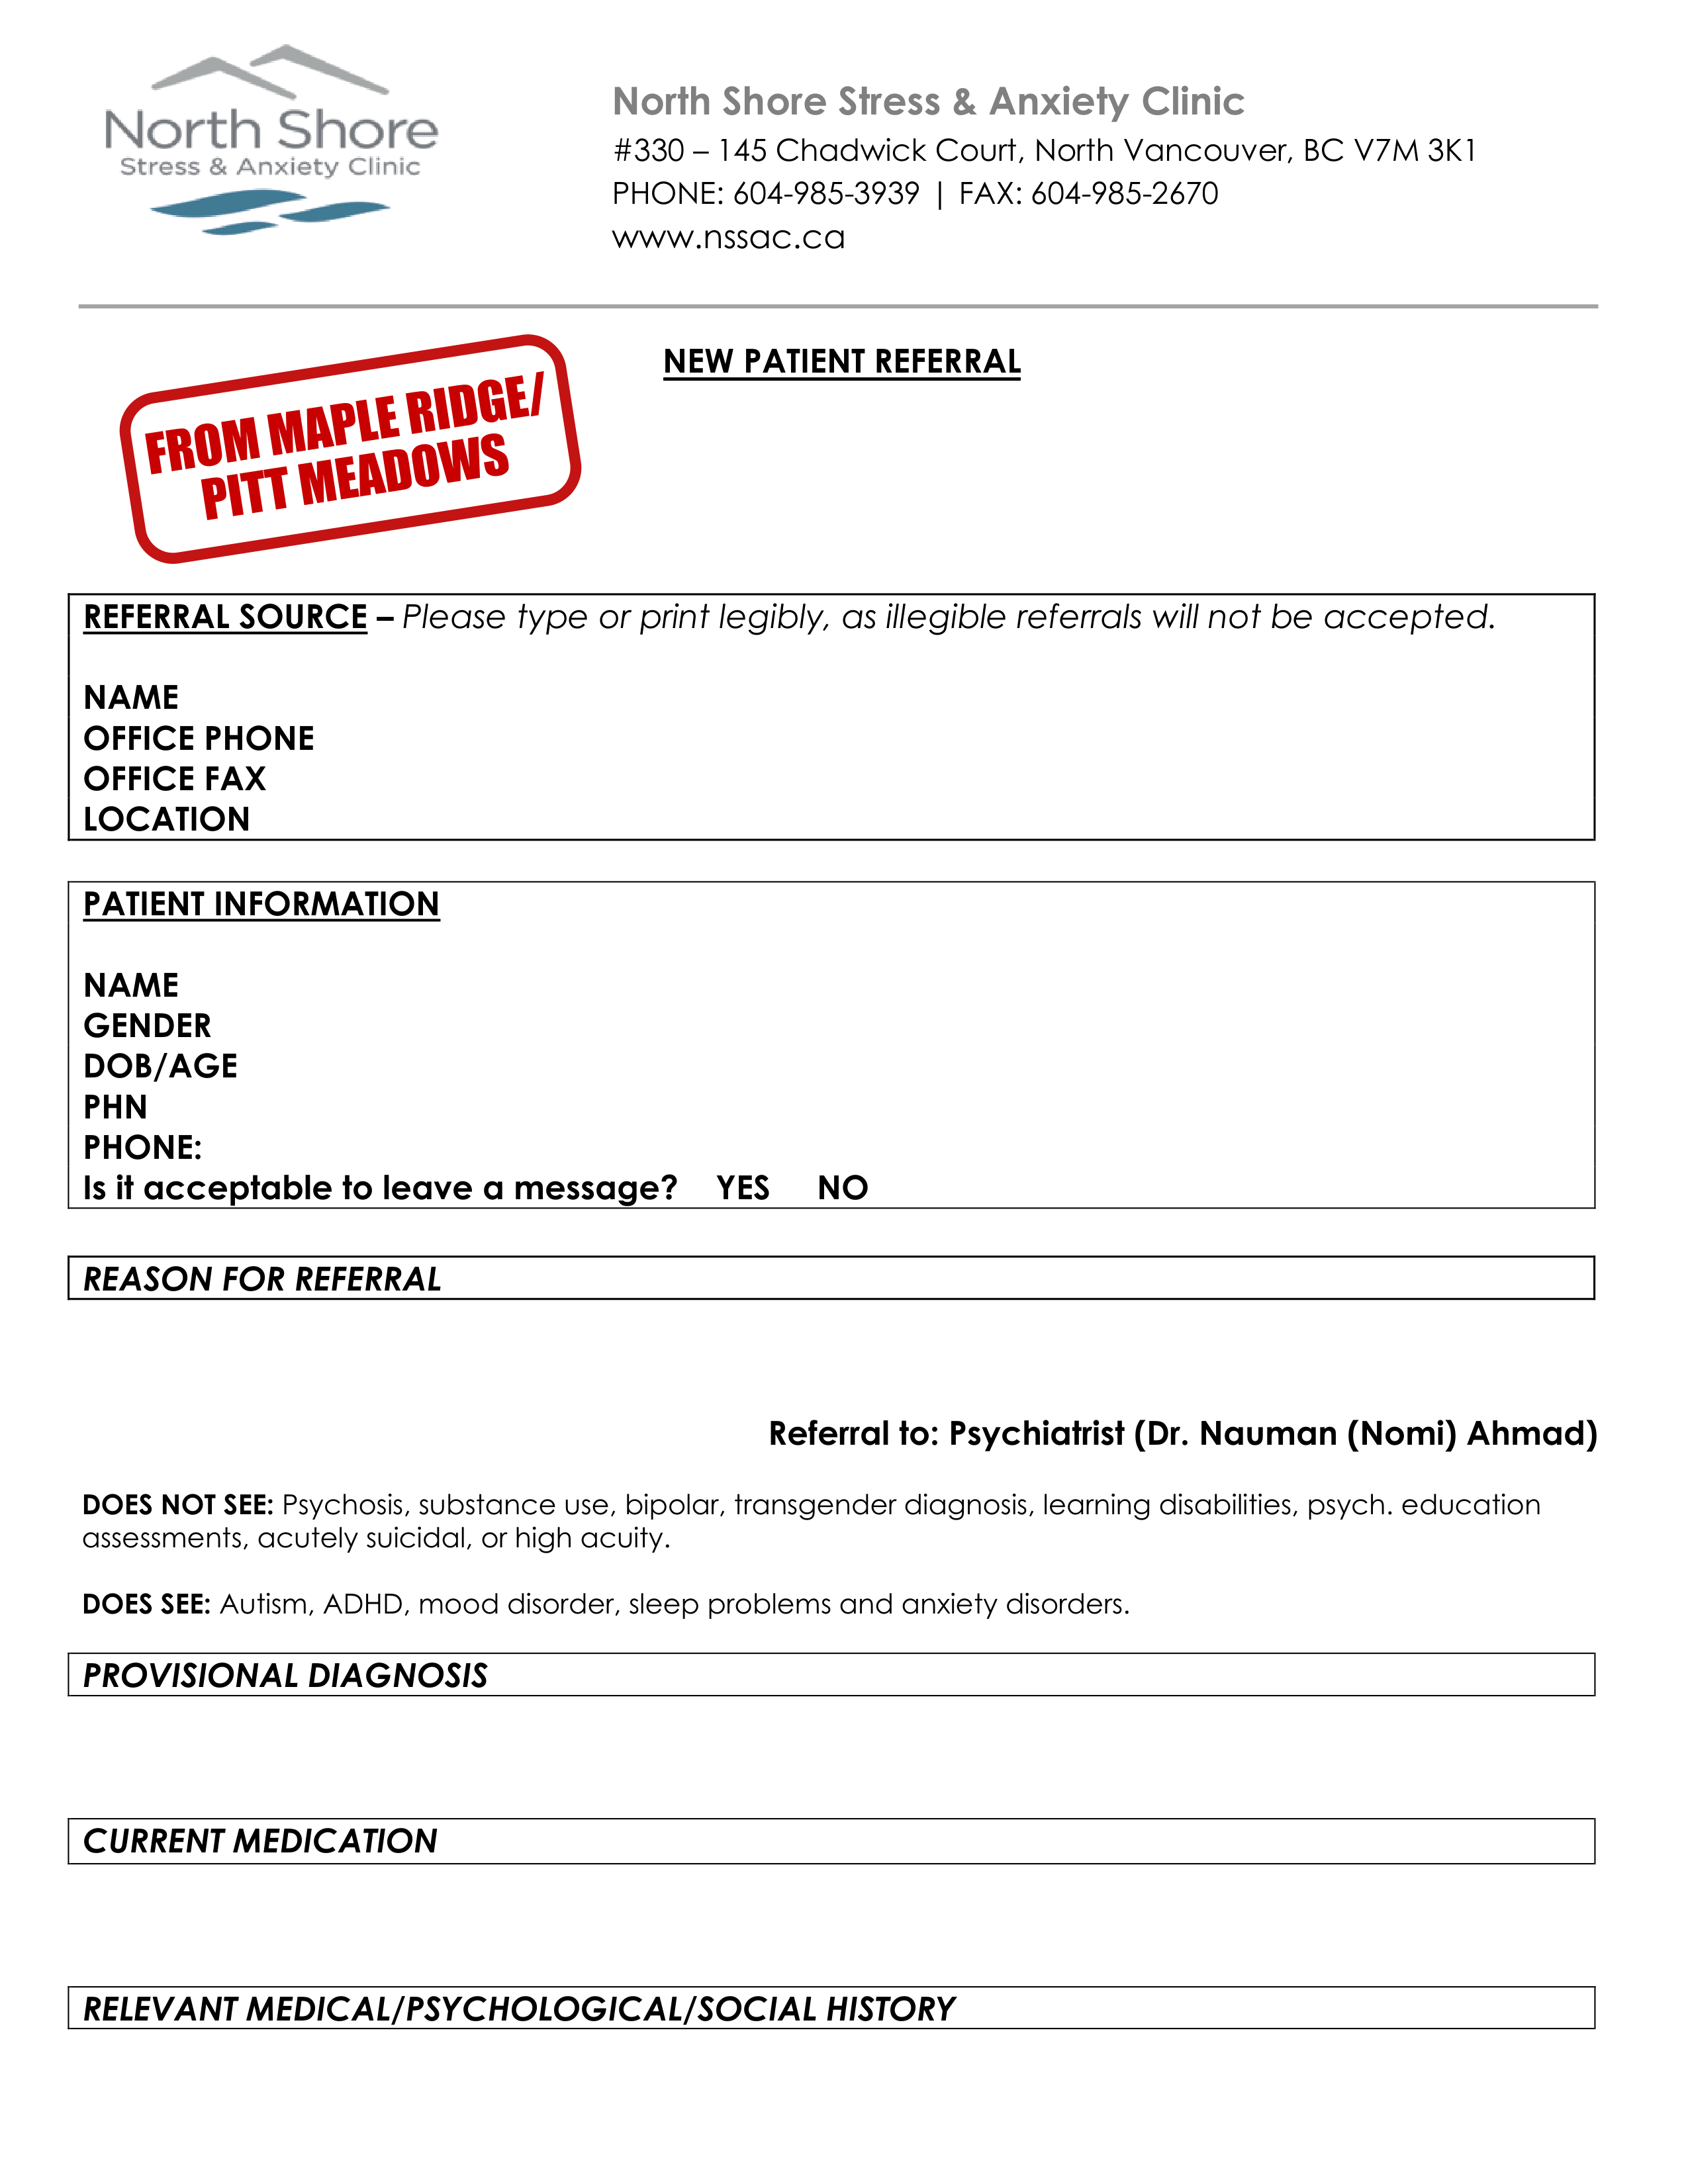 North Shore
Stress & Anxiety Clinic
North Shore Stress & Anxiety Clinic
#330 – 145 Chadwick Court, North Vancouver, BC V7M 3K1
PHONE: 604-985-3939 | FAX: 604-985-2670
www.nssac.ca
NEW PATIENT REFERRAL
FROM MAPLE RIDGE/
PITT MEADOWS
REFERRAL SOURCE – Please type or print legibly, as illegible referrals will not be accepted.
NAME
OFFICE PHONE
OFFICE FAX
LOCATION
PATIENT INFORMATION
NAME
GENDER
DOB/AGE
PHN
PHONE:
Is it acceptable to leave a message? YES NO
REASON FOR REFERRAL
Referral to: Psychiatrist (Dr. Nauman (Nomi) Ahmad)
DOES NOT SEE: Psychosis, substance use, bipolar, transgender diagnosis, learning disabilities, psych. education
assessments, acutely suicidal, or high acuity.
DOES SEE: Autism, ADHD, mood disorder, sleep problems and anxiety disorders.
PROVISIONAL DIAGNOSIS
CURRENT MEDICATION
RELEVANT MEDICAL/PSYCHOLOGICAL/SOCIAL HISTORY